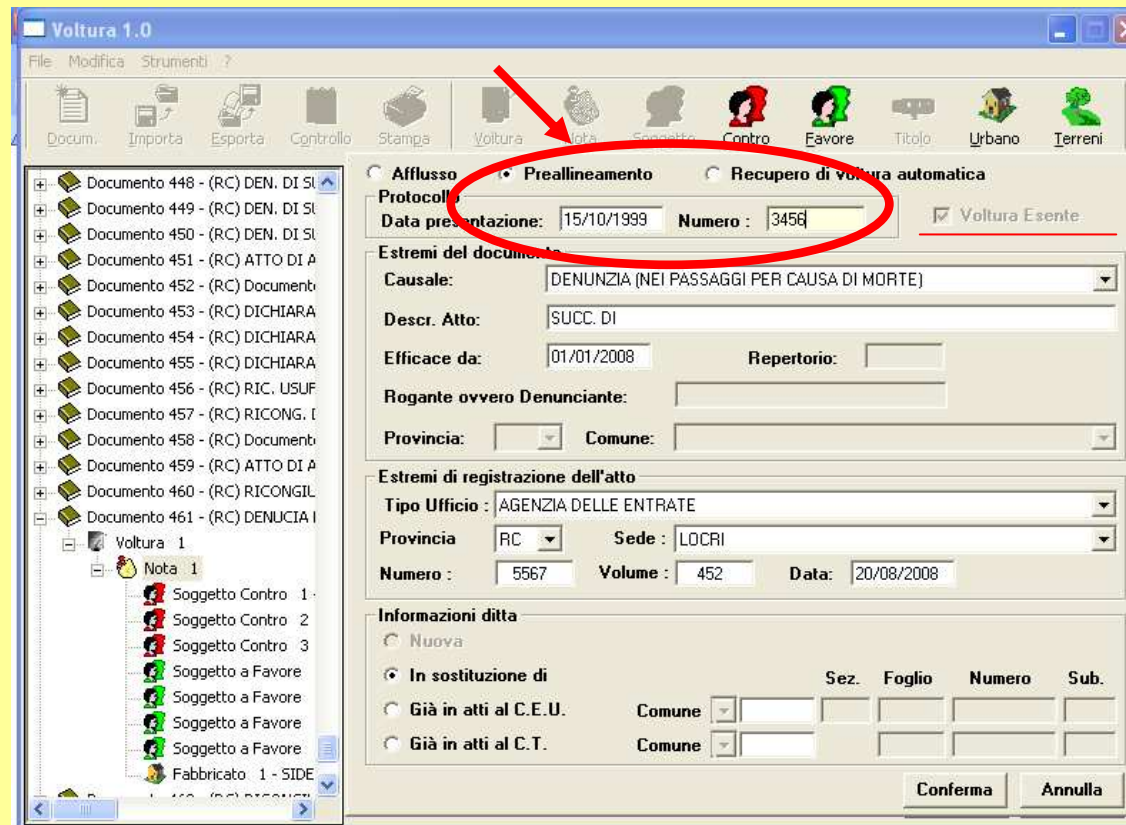 Voltura 1.0
File Modifica Strumenti ?
Docum. Importa Esporta Controllo Stampa Voltura Nota Soggetto Contro Favore Titolo Urbano Terreni
Documento 448 - (RC) DEN. DI SU
Documento 449 - (RC) DEN. DI SU
Documento 450 - (RC) DEN. DI SU
Documento 451 - (RC) ATTO DI A
Documento 452 - (RC) Documento
Documento 453 - (RC) DICHIARA
Documento 454 - (RC) DICHIARA
Documento 455 - (RC) DICHIARA
Documento 456 - (RC) RIC. USUF
Documento 457 - (RC) RICONG. D
Documento 458 - (RC) Documento
Documento 459 - (RC) ATTO DI A
Documento 460 - (RC) RICONGIU
Documento 461 - (RC) DENUCIA
Voltura 1
Nota 1
Soggetto Contro 1 -
Soggetto Contro 2
Soggetto Contro 3
Soggetto a Favore
Soggetto a Favore
Soggetto a Favore
Soggetto a Favore
Fabbricato 1 - SIDE
Afflusso Preallineamento Recupero di voltura automatica
Protocollo
Data presentazione: 15/10/1999 Numero : 3456 Voltura Esente
Estremi del documento
Causale: DENUNZIA (NEI PASSAGGI PER CAUSA DI MORTE)
Descr. Atto: SUCC. DI
Efficace da: 01/01/2008 Repertorio:
Rogante ovvero Denunciante:
Provincia: Comune:
Estremi di registrazione dell'atto
Tipo Ufficio : AGENZIA DELLE ENTRATE
Provincia RC Sede : LOCRI
Numero : 5567 Volume : 452 Data: 20/08/2008
Informazioni ditta
Nuova
In sostituzione di Sez. Foglio Numero Sub.
Già in atti al C.E.U. Comune
Già in atti al C.T. Comune
Conferma Annulla